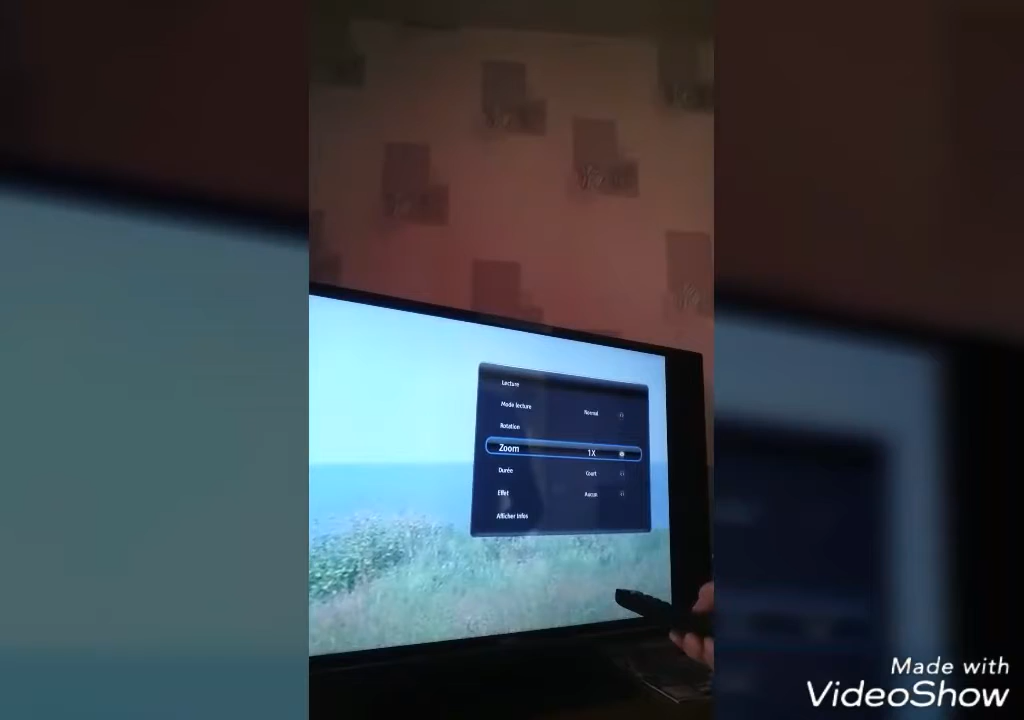 Lecture
Mode lecture Normal
Rotation
Zoom 1X
Durée Court
Effet Aucun
Afficher Infos
Made with
VideoShow